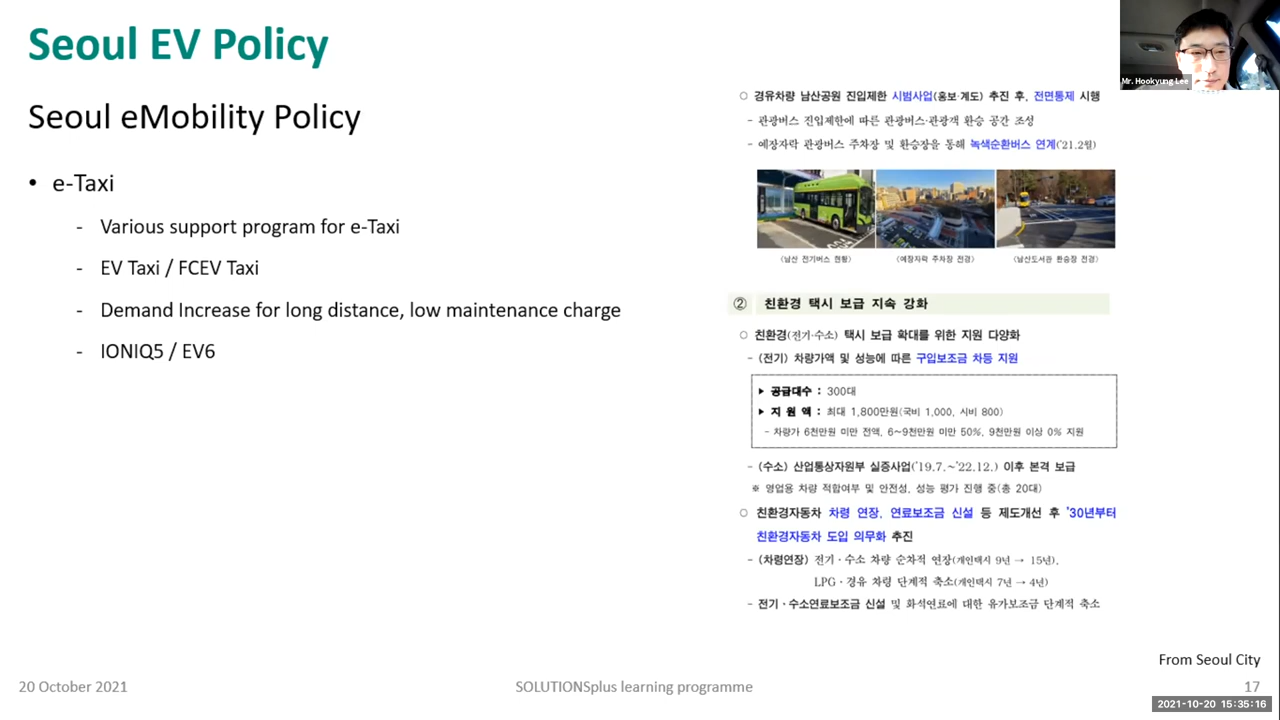 Seoul EV Policy
Seoul eMobility Policy
• e-Taxi
- Various support program for e-Taxi
- EV Taxi / FCEV Taxi
- Demand Increase for long distance, low maintenance charge
- IONIQ5 / EV6
Mr. Hookyung Lee
○ 경유차량 남산공원 진입제한 시범사업(홍보·계도) 추진 후, 전면통제 시행
- 관광버스 진입제한에 따른 관광버스·관광객 환승 공간 조성
- 예장자락 관광버스 주차장 및 환승장을 통해 녹색순환버스 연계('21.2월)
〈남산 전기버스 현황〉
〈예장자락 주차장 전경〉
〈남산도서관 환승장 전경〉
② 친환경 택시 보급 지속 강화
○ 친환경(전기·수소) 택시 보급 확대를 위한 지원 다양화
- (전기) 차량가액 및 성능에 따른 구입보조금 차등 지원
▶ 공급대수 : 300대
▶ 지 원 액 : 최대 1,800만원(국비 1,000, 시비 800)
- 차량가 6천만원 미만 전액, 6~9천만원 미만 50%, 9천만원 이상 0% 지원
- (수소) 산업통상자원부 실증사업('19.7.~'22.12.) 이후 본격 보급
※ 영업용 차량 적합여부 및 안전성, 성능 평가 진행 중(총 20대)
○ 친환경자동차 차령 연장, 연료보조금 신설 등 제도개선 후 '30년부터
친환경자동차 도입 의무화 추진
- (차령연장) 전기·수소 차량 순차적 연장(개인택시 9년 → 15년),
LPG·경유 차령 단계적 축소(개인택시 7년 → 4년)
- 전기·수소연료보조금 신설 및 화석연료에 대한 유가보조금 단계적 축소
From Seoul City
20 October 2021
SOLUTIONSplus learning programme
17
2021-10-20 15:35:16